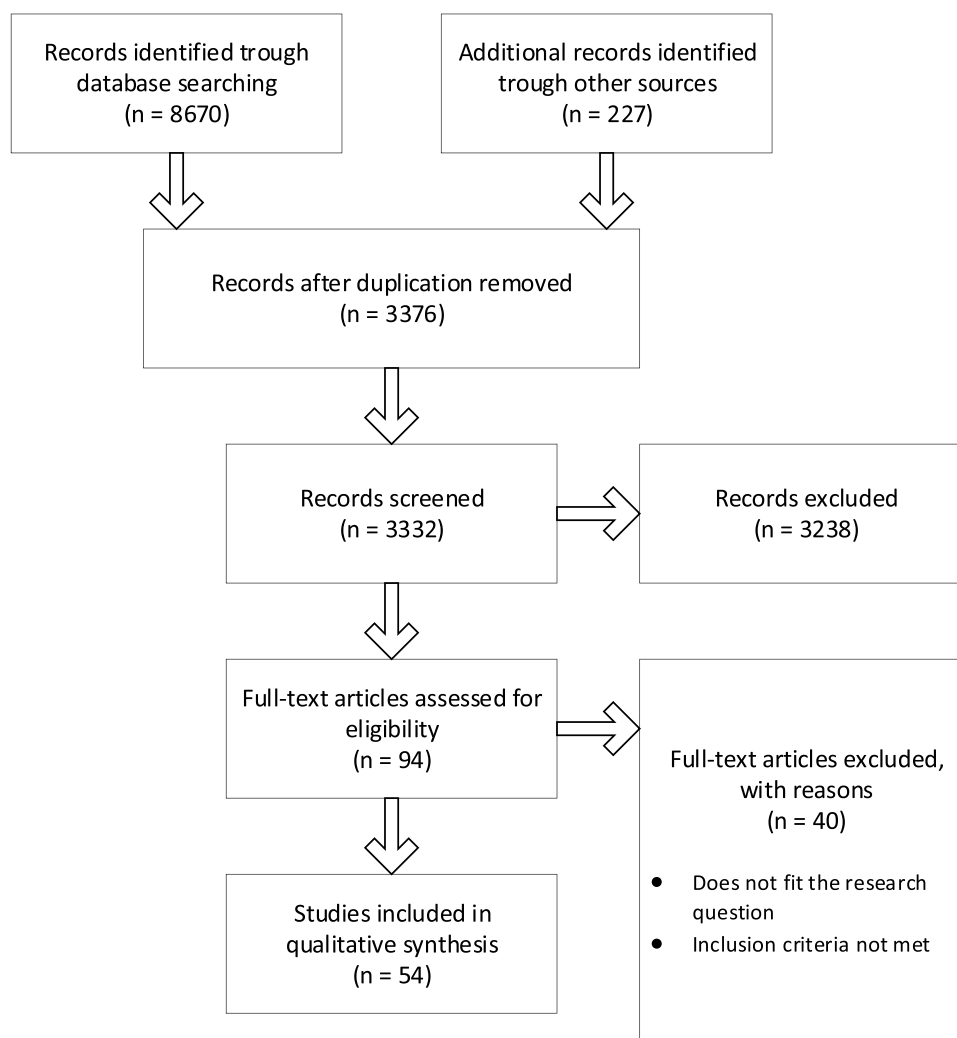 Records identified trough
database searching
(n = 8670)
Additional records identified
trough other sources
(n = 227)
Records after duplication removed
(n = 3376)
Records screened
(n = 3332)
Records excluded
(n = 3238)
Full-text articles assessed for
eligibility
(n = 94)
Full-text articles excluded,
with reasons
(n = 40)
● Does not fit the research
question
● Inclusion criteria not met
Studies included in
qualitative synthesis
(n = 54)